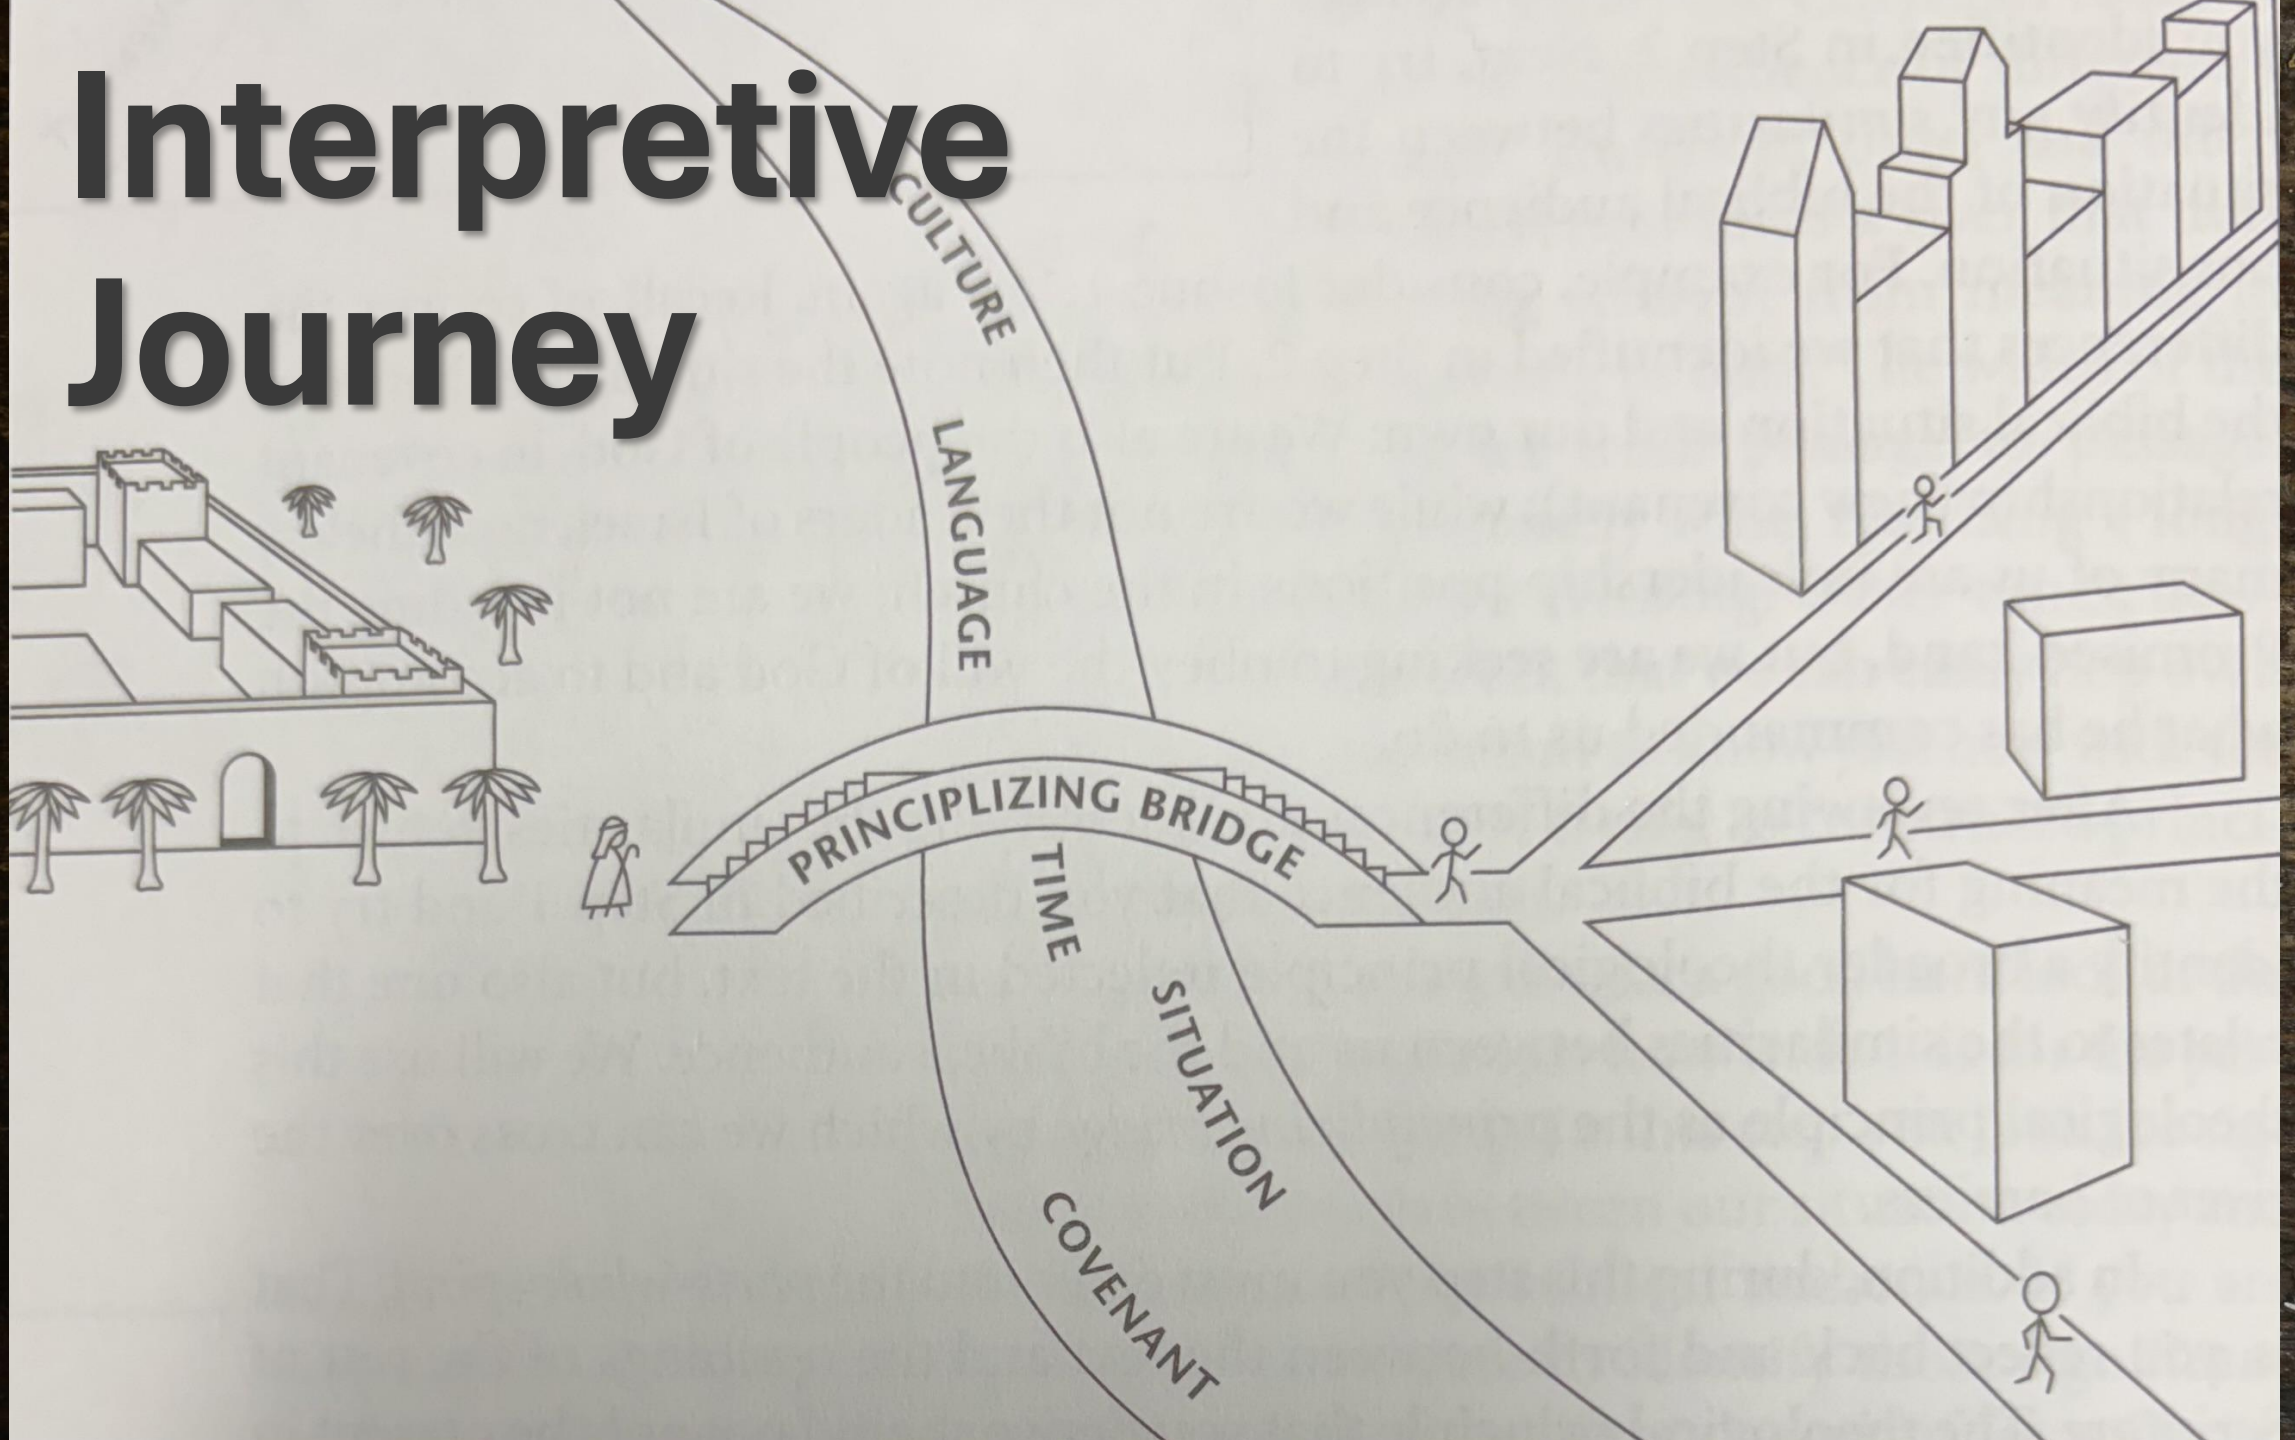 Interpretive
Journey
CULTURE
LANGUAGE
PRINCIPLIZING BRIDGE
TIME
SITUATION
COVENANT